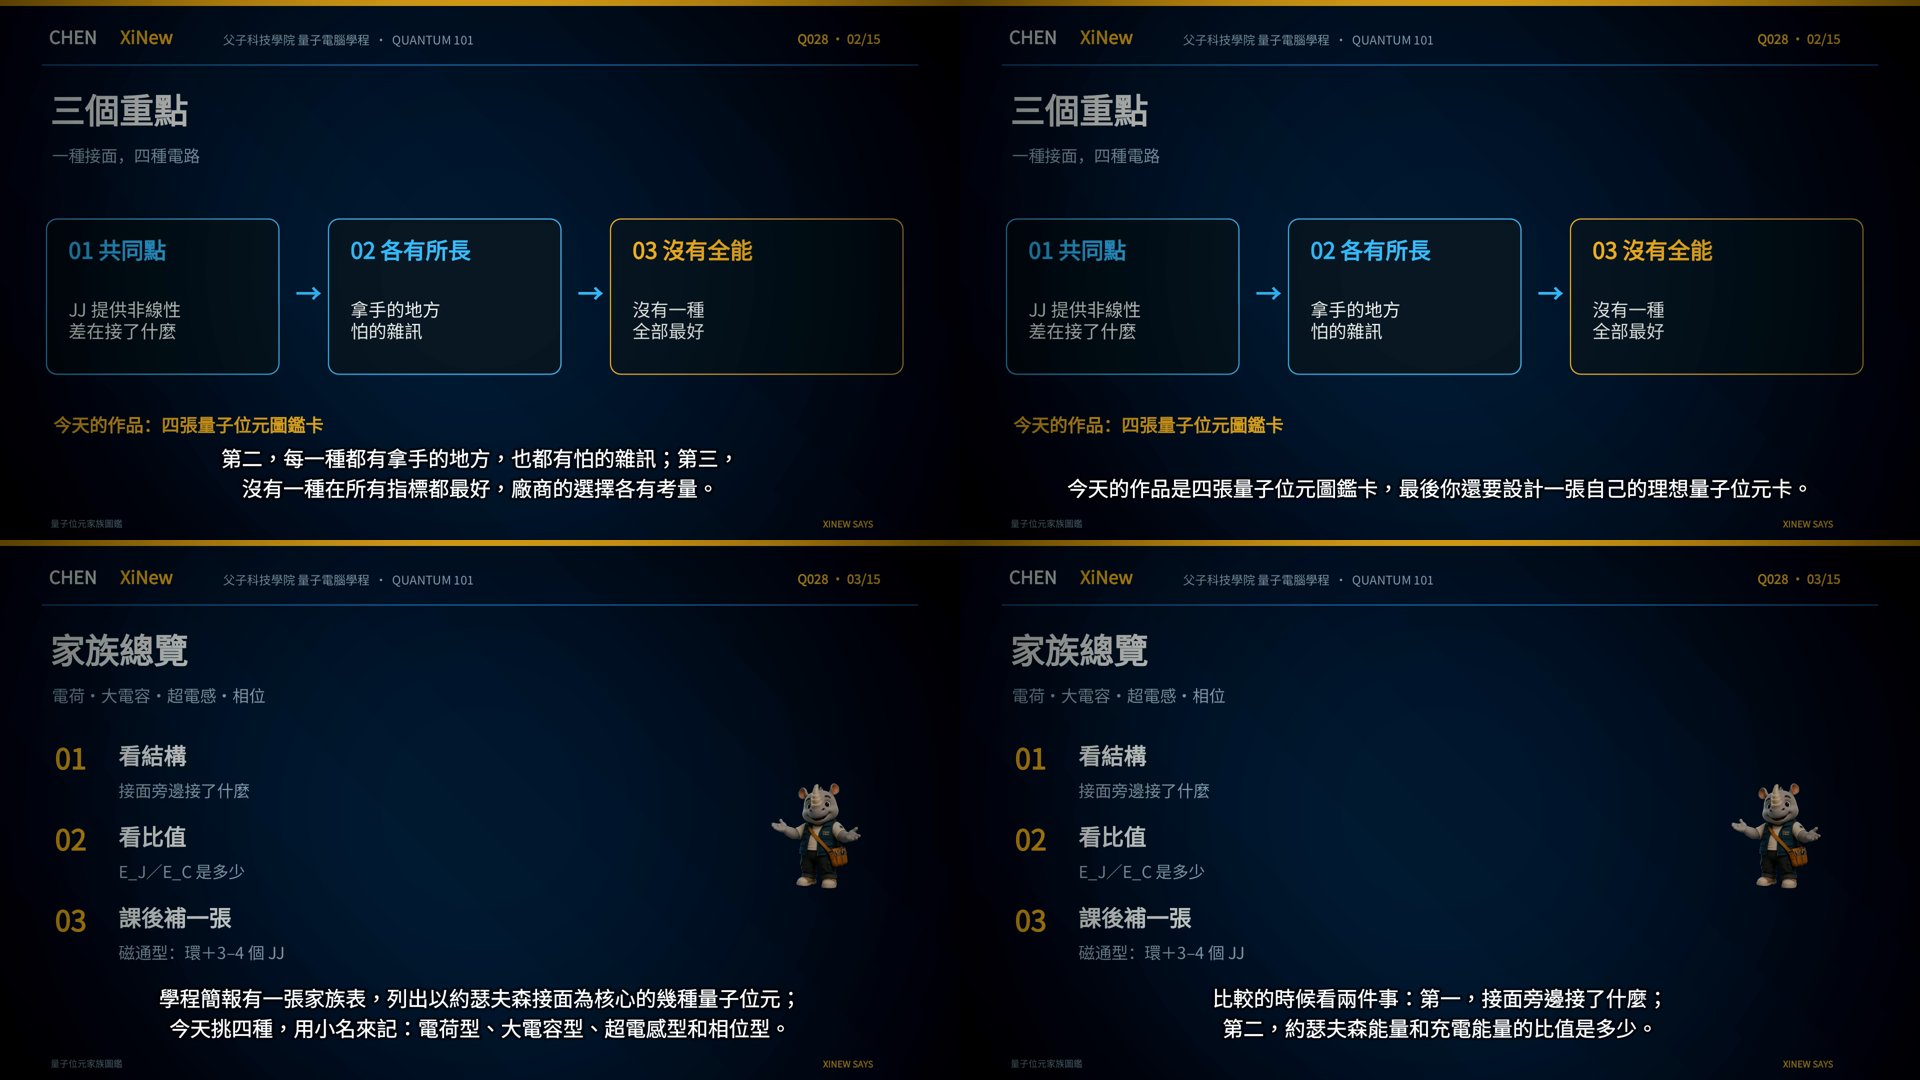 CHEN XiNew 父子科技學院 量子電腦學程 · QUANTUM 101 Q028 · 02/15
三個重點
一種接面，四種電路
01 共同點
JJ 提供非線性
差在接了什麼
→
02 各有所長
拿手的地方
怕的雜訊
→
03 沒有全能
沒有一種
全部最好
今天的作品：四張量子位元圖鑑卡
第二，每一種都有拿手的地方，也都有怕的雜訊；第三，
沒有一種在所有指標都最好，廠商的選擇各有考量。
量子位元家族圖鑑 XINEW SAYS
CHEN XiNew 父子科技學院 量子電腦學程 · QUANTUM 101 Q028 · 02/15
三個重點
一種接面，四種電路
01 共同點
JJ 提供非線性
差在接了什麼
→
02 各有所長
拿手的地方
怕的雜訊
→
03 沒有全能
沒有一種
全部最好
今天的作品：四張量子位元圖鑑卡
今天的作品是四張量子位元圖鑑卡，最後你還要設計一張自己的理想量子位元卡。
量子位元家族圖鑑 XINEW SAYS
CHEN XiNew 父子科技學院 量子電腦學程 · QUANTUM 101 Q028 · 03/15
家族總覽
電荷・大電容・超電感・相位
01 看結構
接面旁邊接了什麼
02 看比值
E_J／E_C 是多少
03 課後補一張
磁通型：環＋3–4 個 JJ
學程簡報有一張家族表，列出以約瑟夫森接面為核心的幾種量子位元；
今天挑四種，用小名來記：電荷型、大電容型、超電感型和相位型。
量子位元家族圖鑑 XINEW SAYS
CHEN XiNew 父子科技學院 量子電腦學程 · QUANTUM 101 Q028 · 03/15
家族總覽
電荷・大電容・超電感・相位
01 看結構
接面旁邊接了什麼
02 看比值
E_J／E_C 是多少
03 課後補一張
磁通型：環＋3–4 個 JJ
比較的時候看兩件事：第一，接面旁邊接了什麼；
第二，約瑟夫森能量和充電能量的比值是多少。
量子位元家族圖鑑 XINEW SAYS